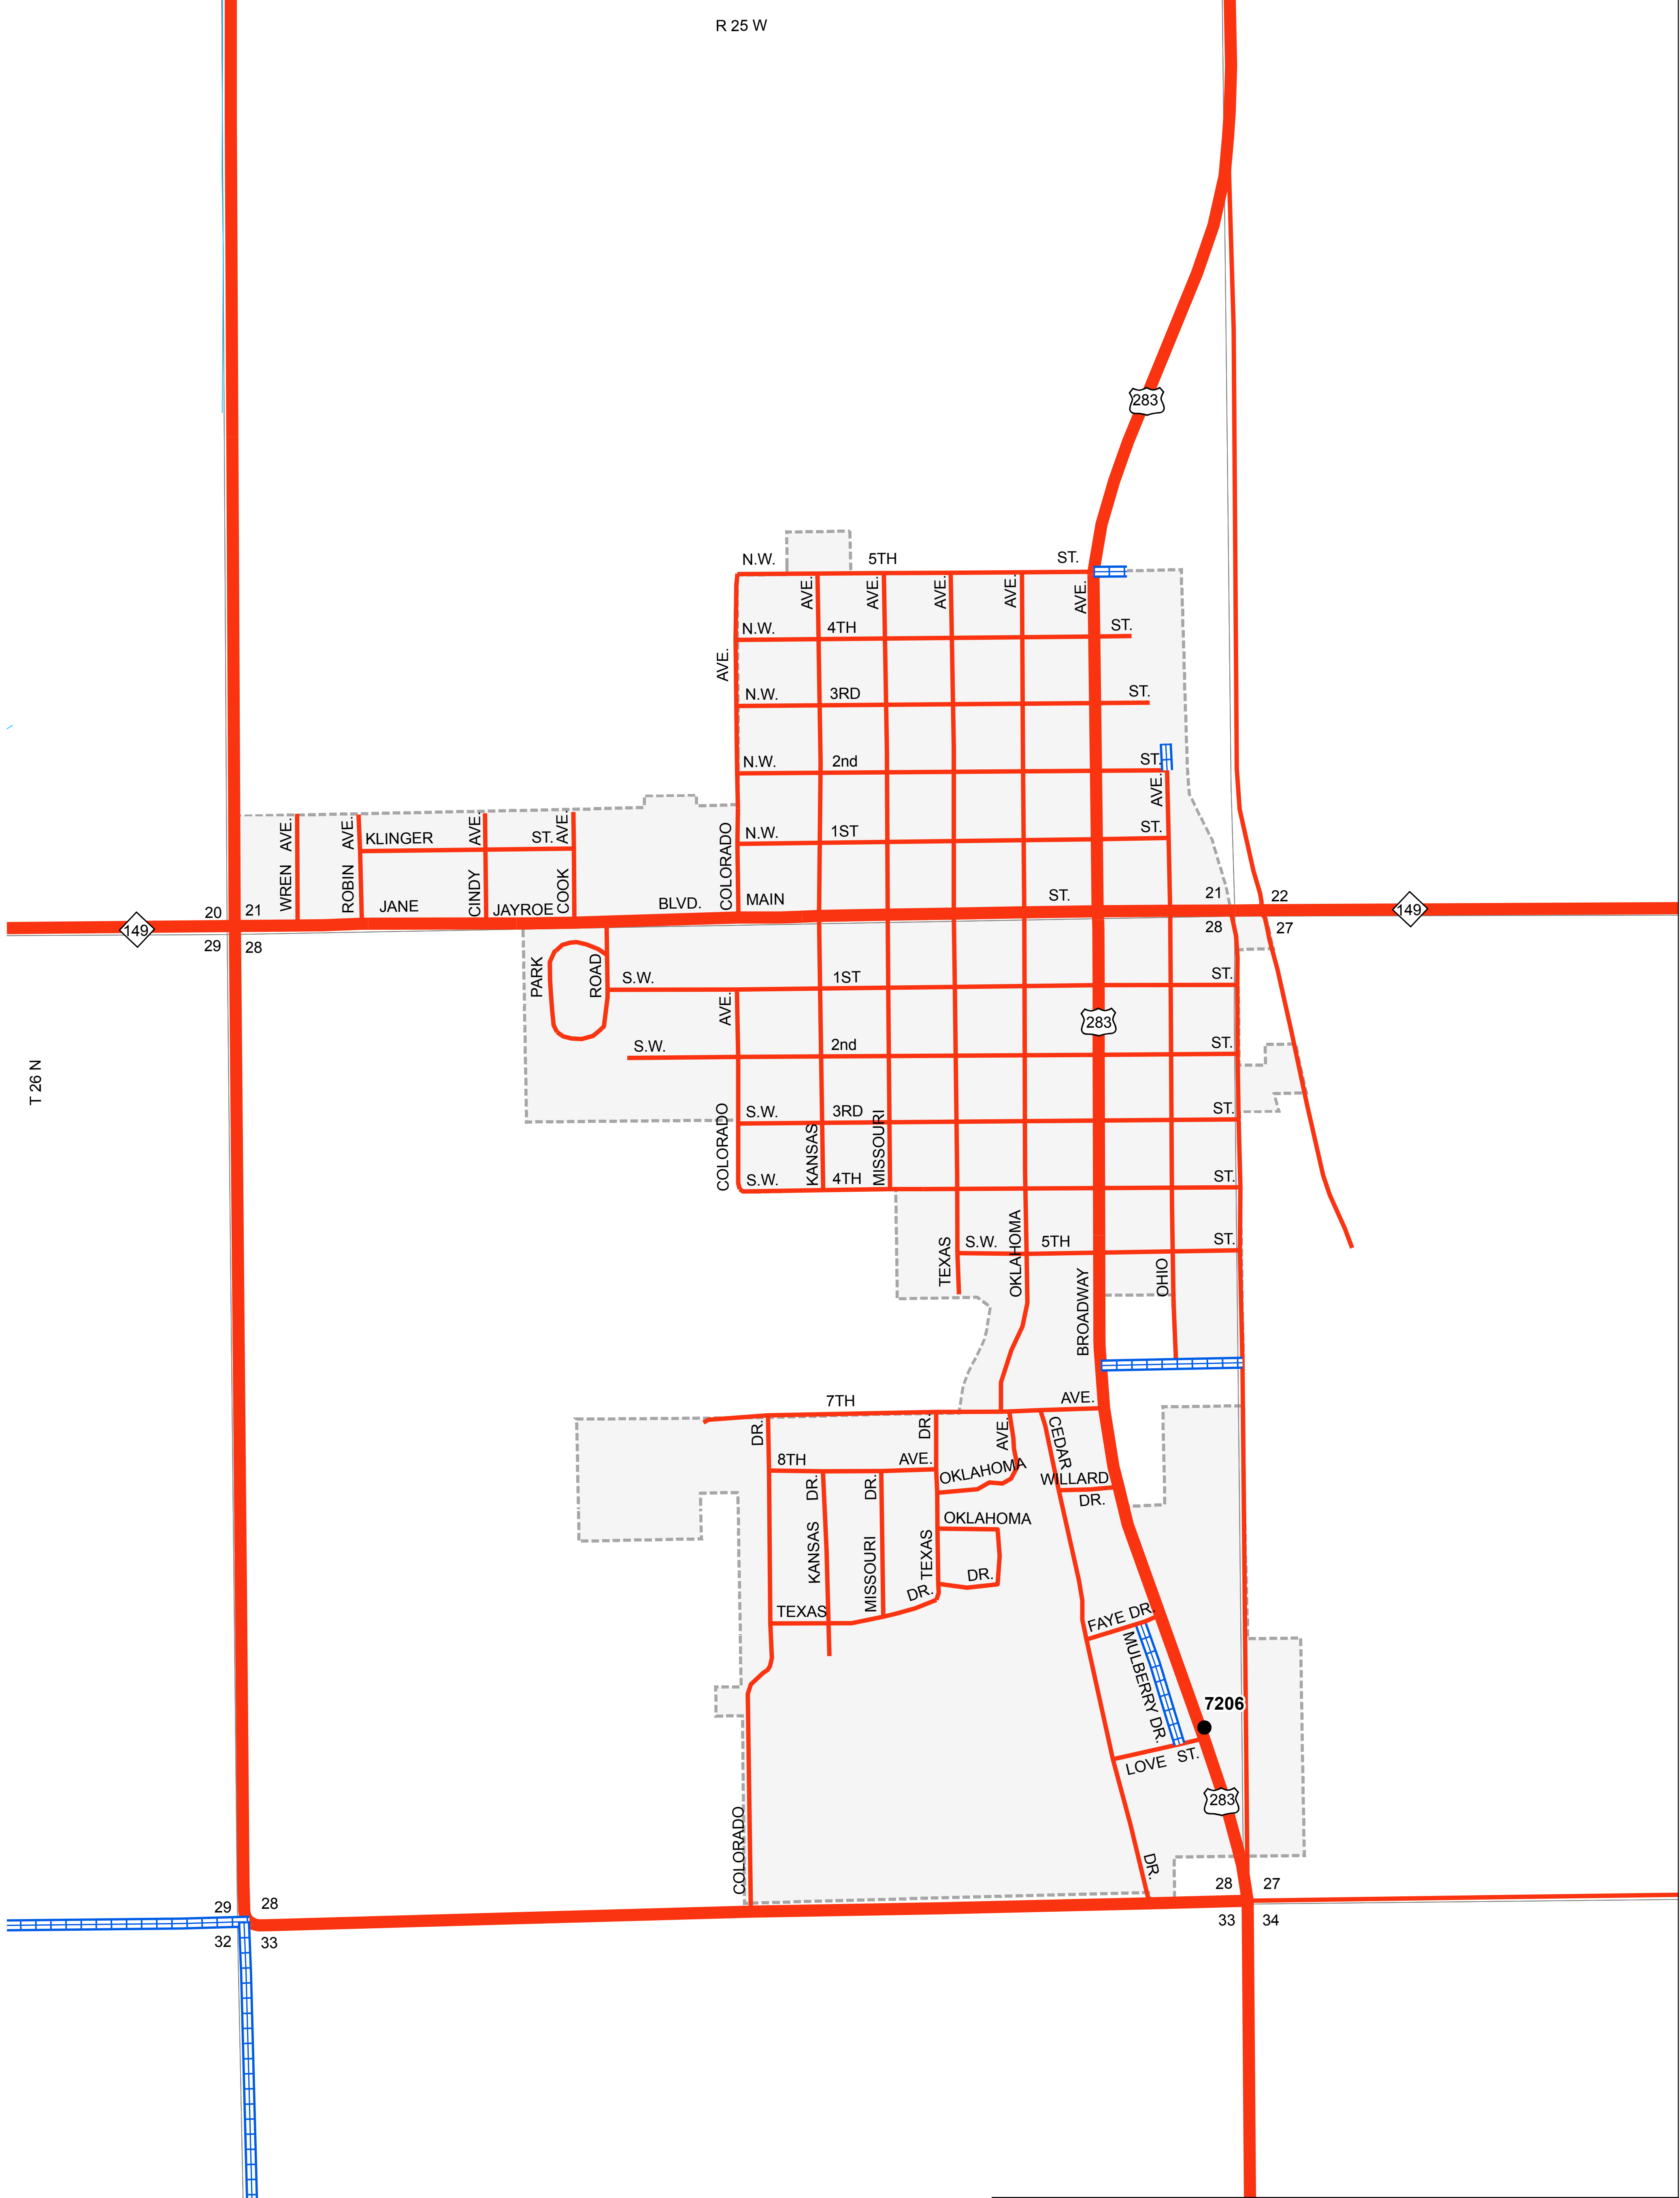 R 25 W
283
N.W. 5TH ST.
AVE. AVE. AVE. AVE. AVE.
N.W. 4TH ST.
AVE.
N.W. 3RD ST.
N.W. 2nd ST.
AVE.
N.W. 1ST ST.
WREN AVE.
ROBIN AVE.
KLINGER ST.
CINDY AVE.
COOK AVE.
COLORADO
JANE JAYROE BLVD. MAIN ST.
20 21
21 22
149
149
29 28
28 27
PARK ROAD
S.W. 1ST ST.
AVE.
283
S.W. 2nd ST.
T 26 N
COLORADO
S.W. 3RD ST.
KANSAS
MISSOURI
S.W. 4TH ST.
TEXAS
OKLAHOMA
S.W. 5TH ST.
BROADWAY
OHIO
7TH AVE.
DR.
DR.
AVE.
CEDAR
8TH AVE.
OKLAHOMA
WILLARD
DR.
DR.
DR.
KANSAS
MISSOURI
TEXAS
OKLAHOMA
DR.
TEXAS DR.
FAYE DR.
MULBERRY DR.
7206
LOVE ST.
283
COLORADO
DR.
28 27
29 28
33 34
32 33